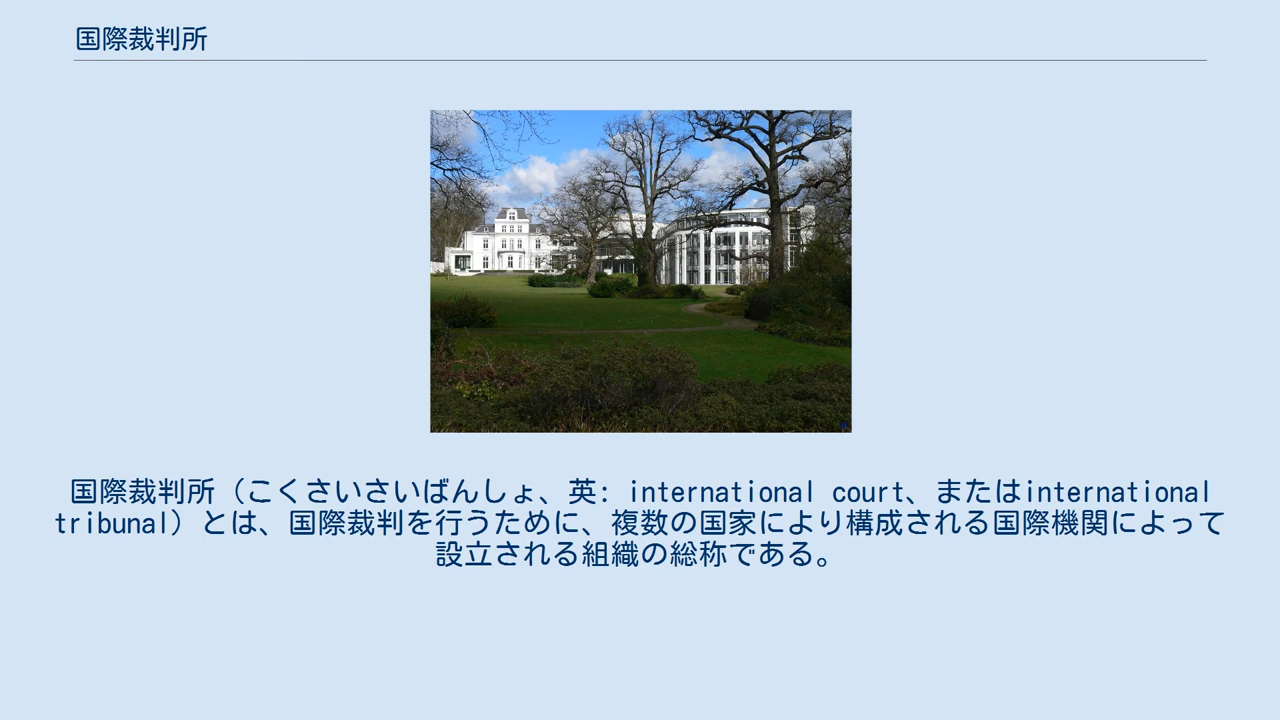 国際裁判所
国際裁判所（こくさいさいばんしょ、英: international court、またはinternational
tribunal）とは、国際裁判を行うために、複数の国家により構成される国際機関によって
設立される組織の総称である。